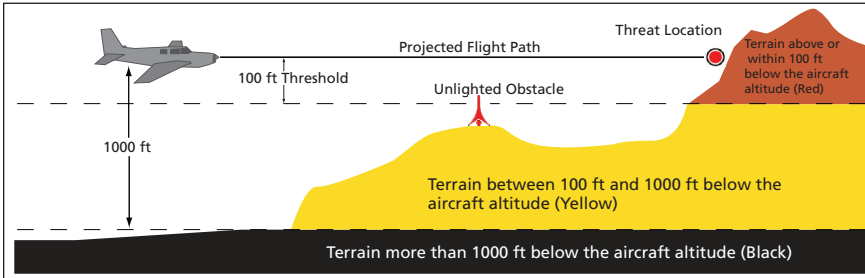 Threat Location
Projected Flight Path
Terrain above or
within 100 ft
below the aircraft
altitude (Red)
100 ft Threshold
Unlighted Obstacle
1000 ft
Terrain between 100 ft and 1000 ft below the
aircraft altitude (Yellow)
Terrain more than 1000 ft below the aircraft altitude (Black)